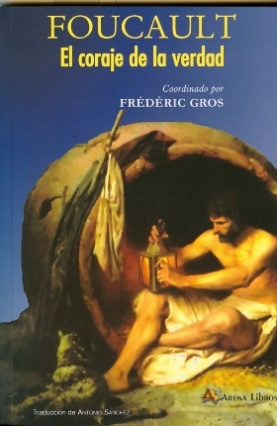 FOUCAULT
El coraje de la verdad
Coordinado por
FRÉDÉRIC GROS
ARENA LIBROS
Traducción de ANTONIO SÁNCHEZ